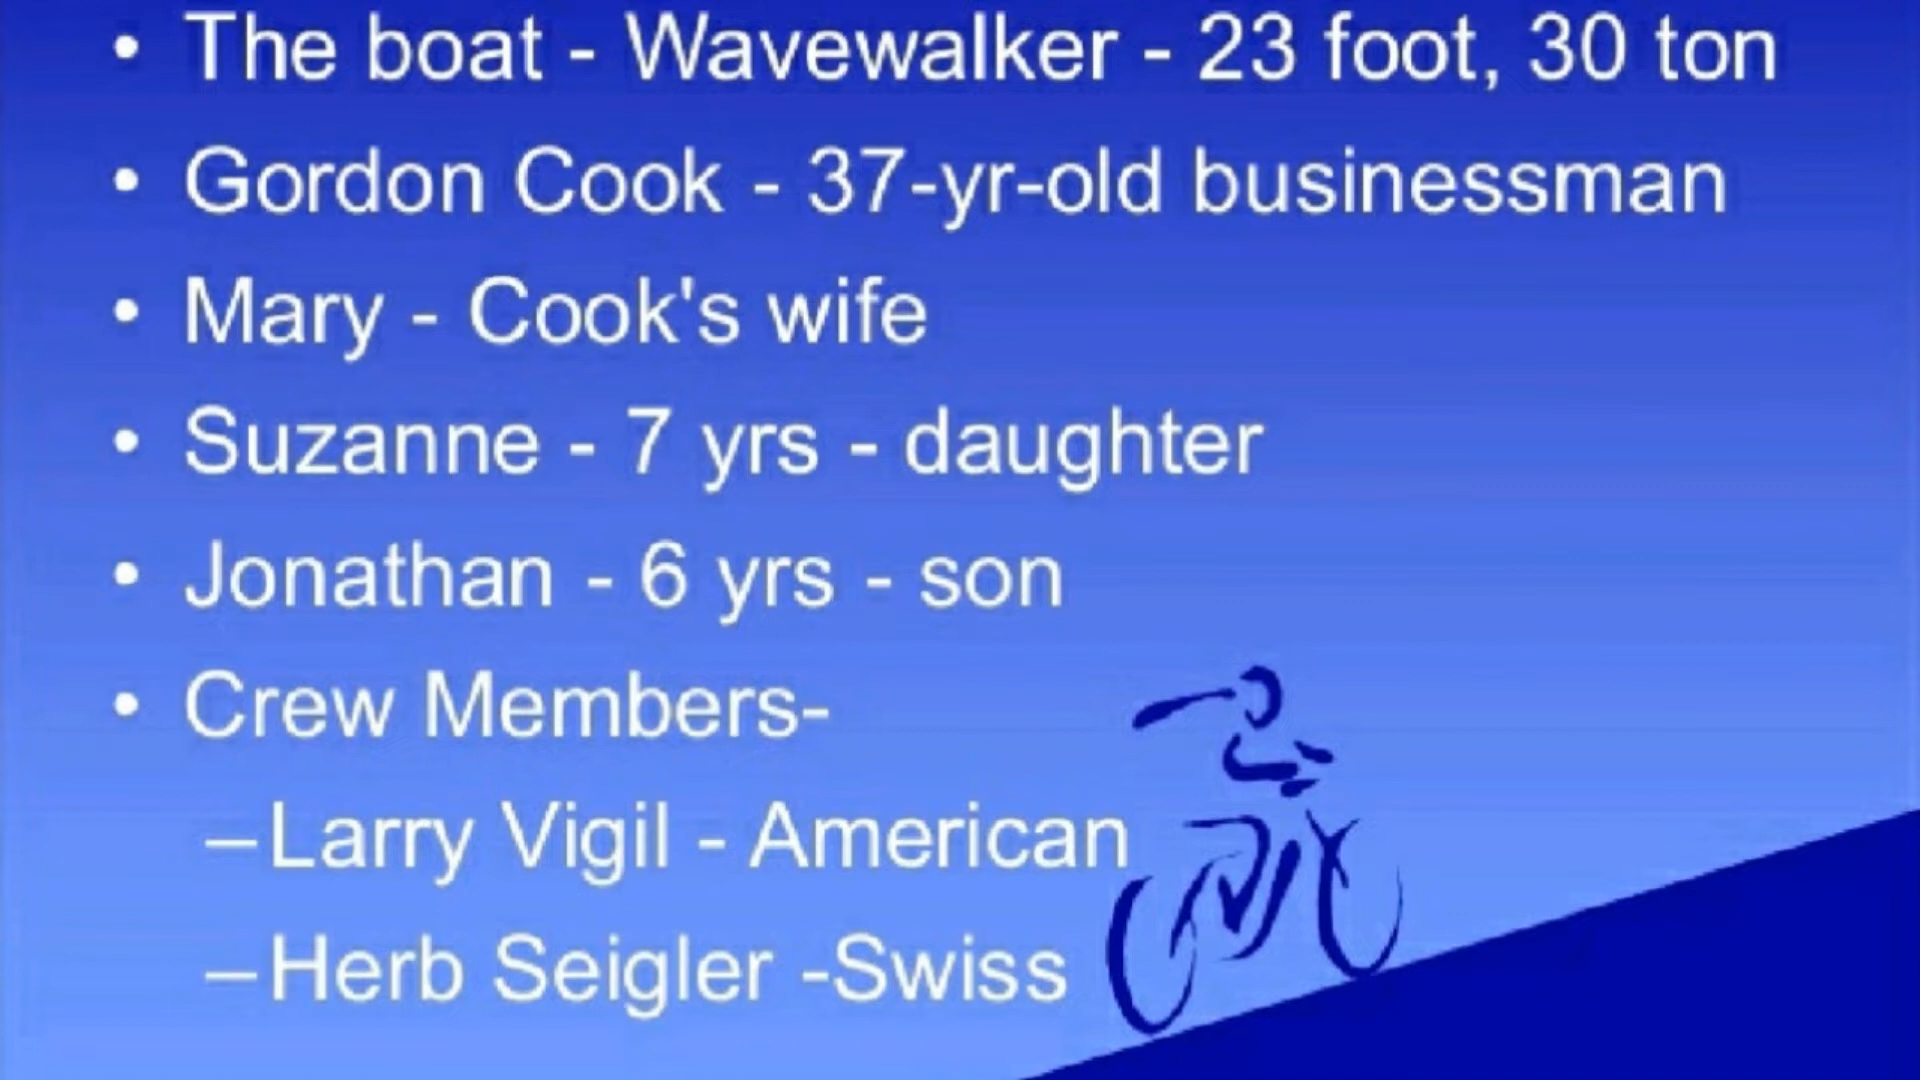 • The boat - Wavewalker - 23 foot, 30 ton
• Gordon Cook - 37-yr-old businessman
• Mary - Cook's wife
• Suzanne - 7 yrs - daughter
• Jonathan - 6 yrs - son
• Crew Members-
–Larry Vigil - American
–Herb Seigler -Swiss